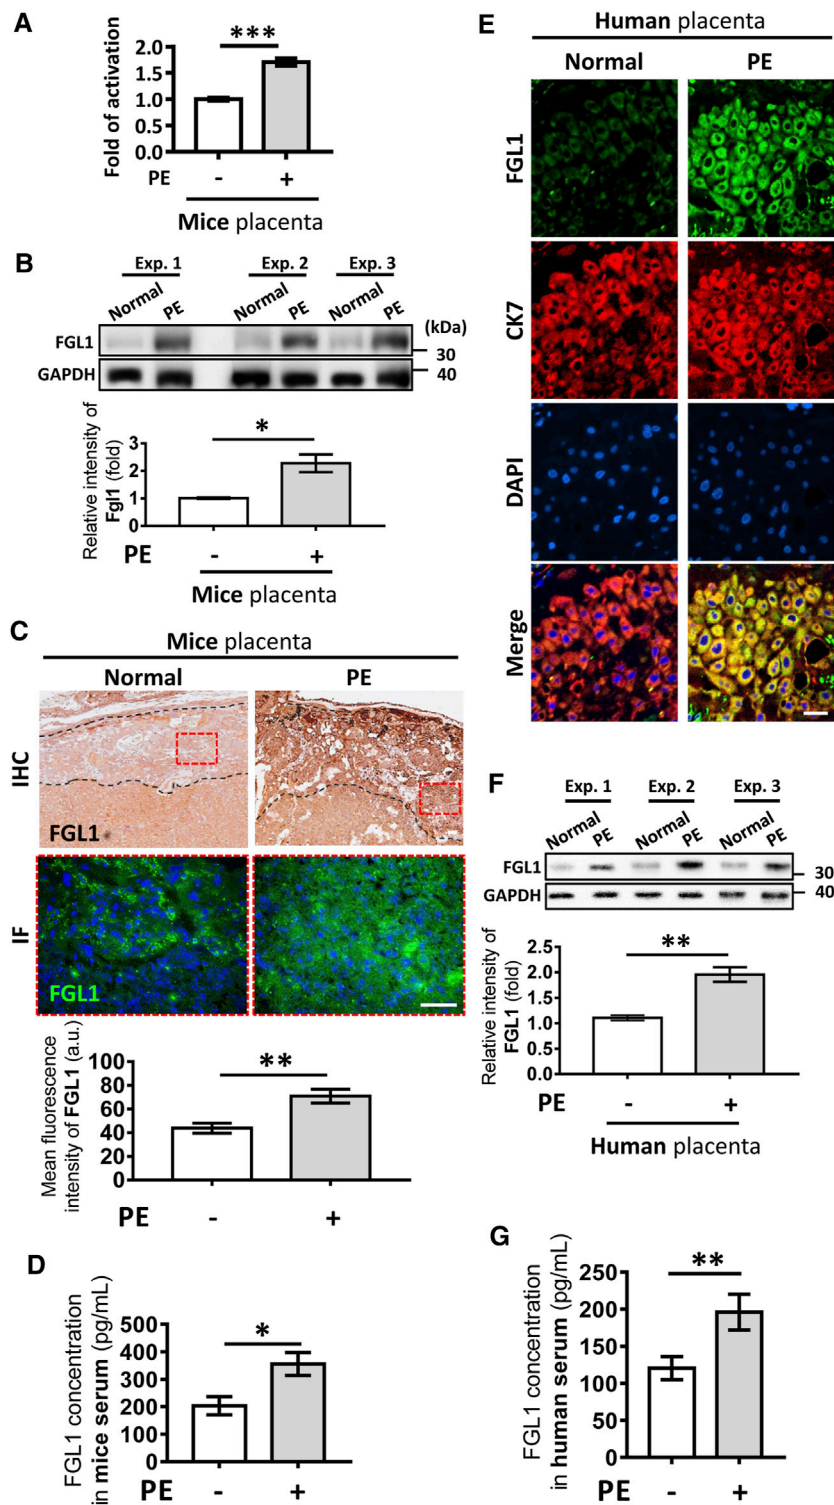 A
***
Fold of activation
2.0
1.5
1.0
0.5
0.0
PE - +
Mice placenta
B
Exp. 1 Exp. 2 Exp. 3
Normal PE Normal PE Normal PE (kDa)
FGL1
30
GAPDH
40
*
Relative intensity of
Fgl1 (fold)
3
2
1
0
PE - +
Mice placenta
C
Mice placenta
Normal PE
IHC
FGL1
IF
FGL1
**
Mean fluorescence
intensity of FGL1 (a.u.)
100
80
60
40
20
0
PE - +
D
*
FGL1 concentration
in mice serum (pg/mL)
500
400
300
200
100
0
PE - +
E
Human placenta
Normal PE
FGL1
CK7
DAPI
Merge
F
Exp. 1 Exp. 2 Exp. 3
Normal PE Normal PE Normal PE
FGL1
30
GAPDH
40
**
Relative intensity of
FGL1 (fold)
2.5
2.0
1.5
1.0
0.5
0.0
PE - +
Human placenta
G
**
FGL1 concentration
in human serum (pg/mL)
250
200
150
100
50
0
PE - +